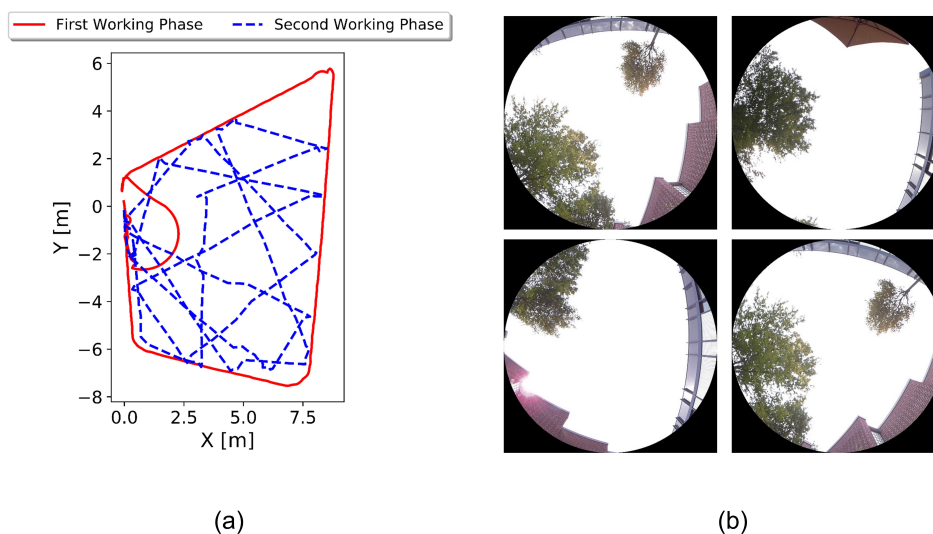 First Working Phase Second Working Phase
6
4
2
0
−2
−4
−6
−8
Y [m]
0.0 2.5 5.0 7.5
X [m]
(a) (b)